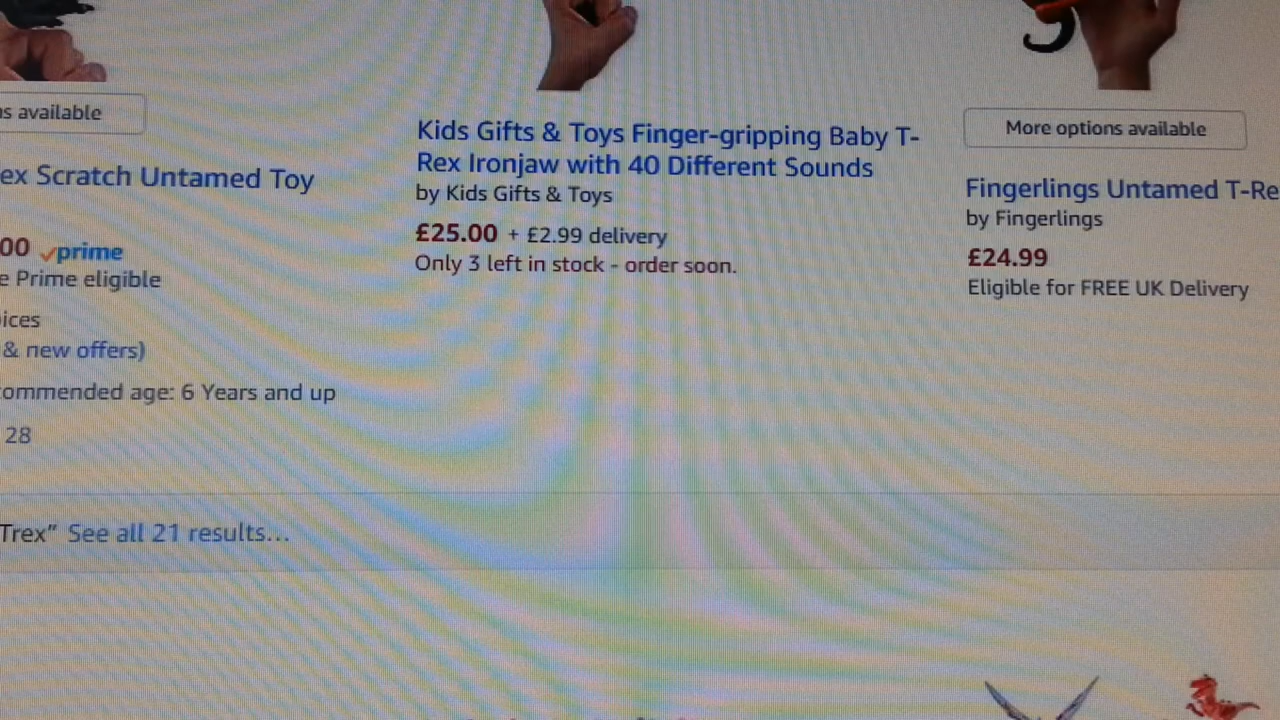 s available
ex Scratch Untamed Toy
00 prime
e Prime eligible
ices
& new offers)
ommended age: 6 Years and up
28
Kids Gifts & Toys Finger-gripping Baby T-
Rex Ironjaw with 40 Different Sounds
by Kids Gifts & Toys
£25.00 + £2.99 delivery
Only 3 left in stock - order soon.
More options available
Fingerlings Untamed T-Re
by Fingerlings
£24.99
Eligible for FREE UK Delivery
Trex" See all 21 results...